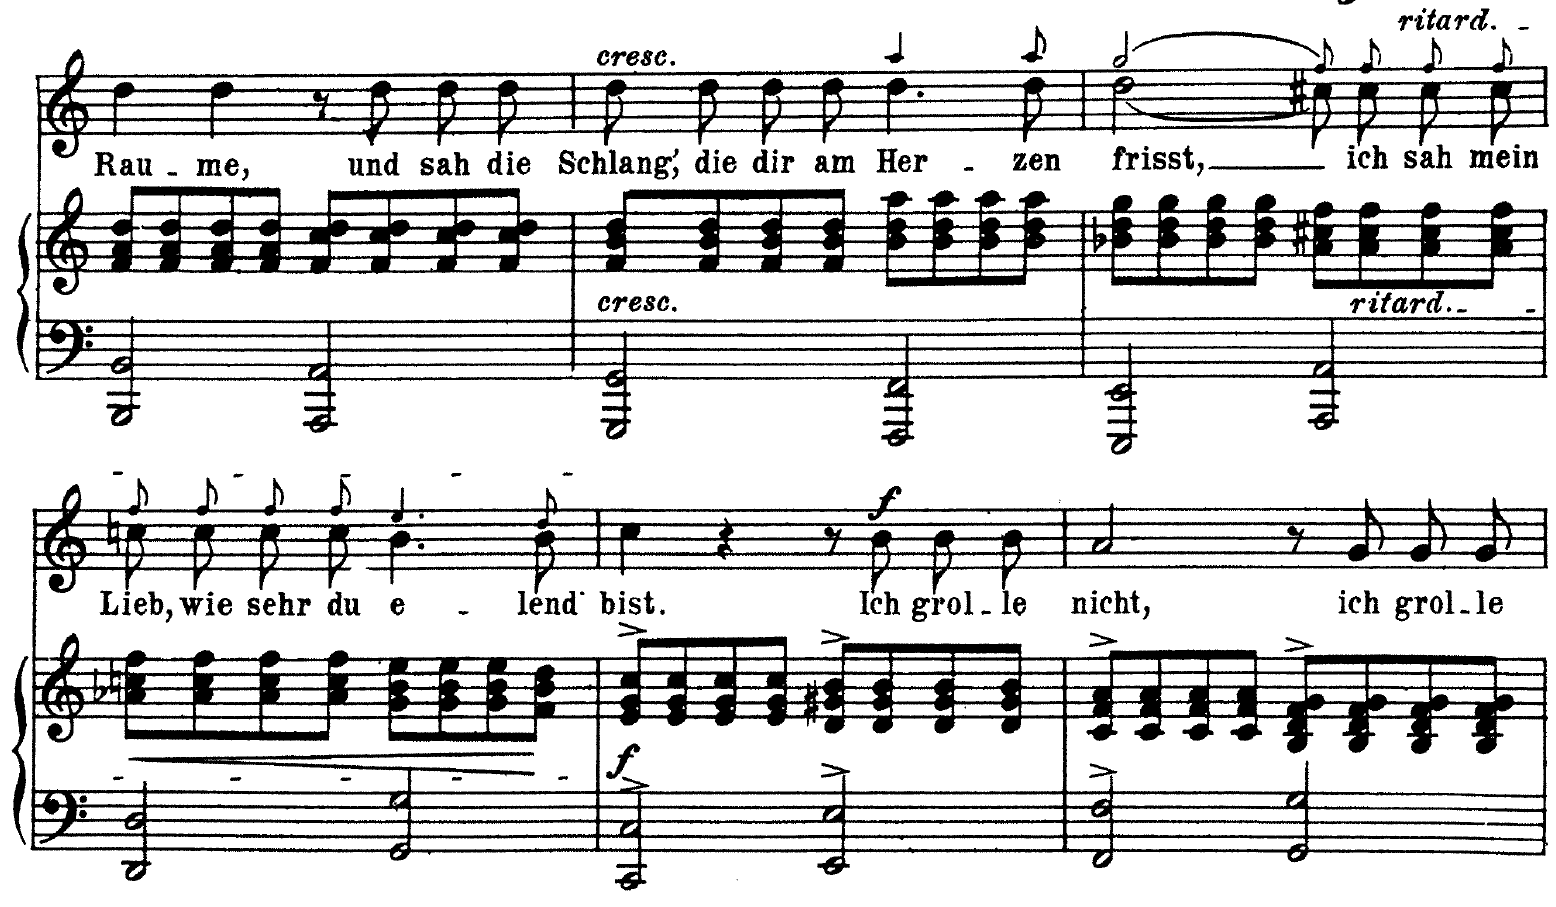 cresc.
ritard. -
Rau - me, und sah die Schlang', die dir am Her - zen frisst, ich sah mein
cresc.
ritard. - -
- - - - -
f
Lieb, wie sehr du e - lend bist. Ich grol - le nicht, ich grol - le
f
- - - - -